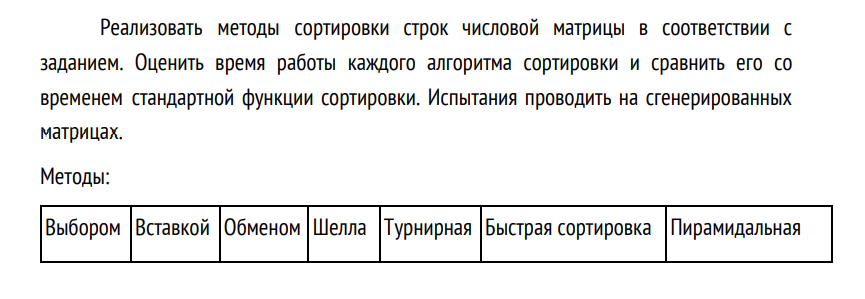 Реализовать методы сортировки строк числовой матрицы в соответствии с
заданием. Оценить время работы каждого алгоритма сортировки и сравнить его со
временем стандартной функции сортировки. Испытания проводить на сгенерированных
матрицах.
Методы:
Выбором Вставкой Обменом Шелла Турнирная Быстрая сортировка Пирамидальная